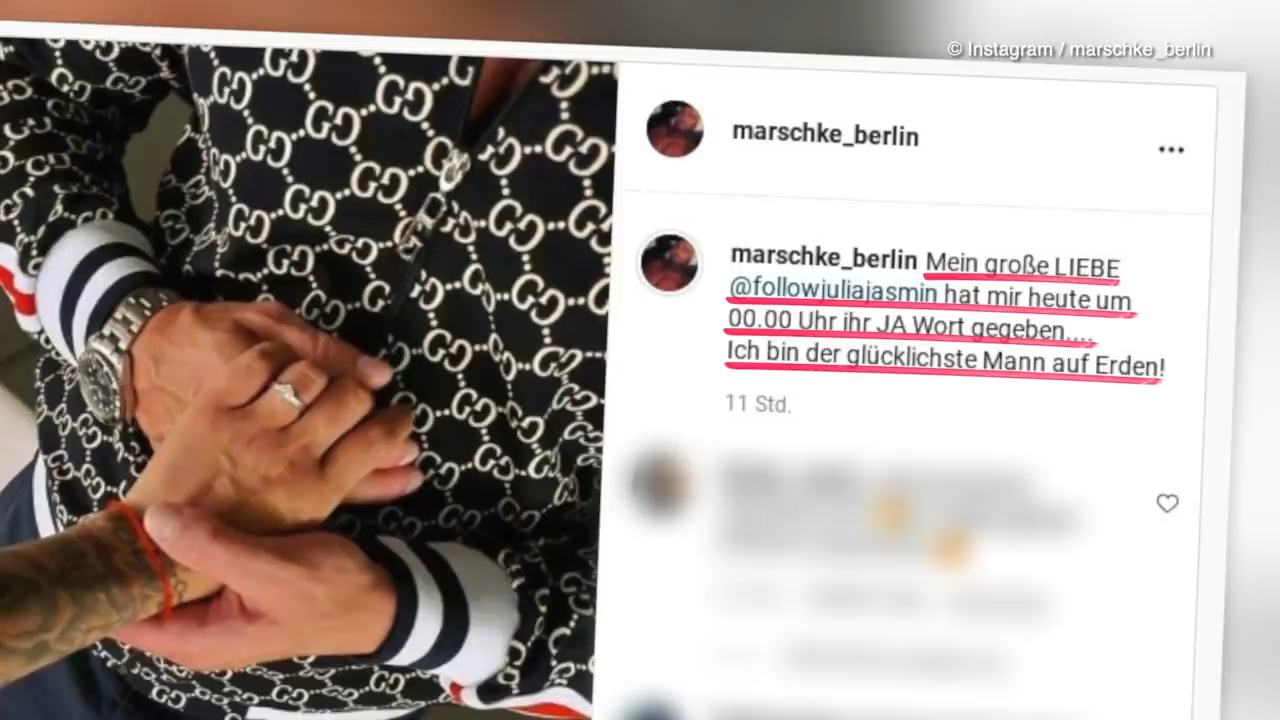 © Instagram / marschke_berlin
marschke_berlin
marschke_berlin Mein große LIEBE
@followjuliajasmin hat mir heute um
00.00 Uhr ihr JA Wort gegeben....
Ich bin der glücklichste Mann auf Erden!
11 Std.